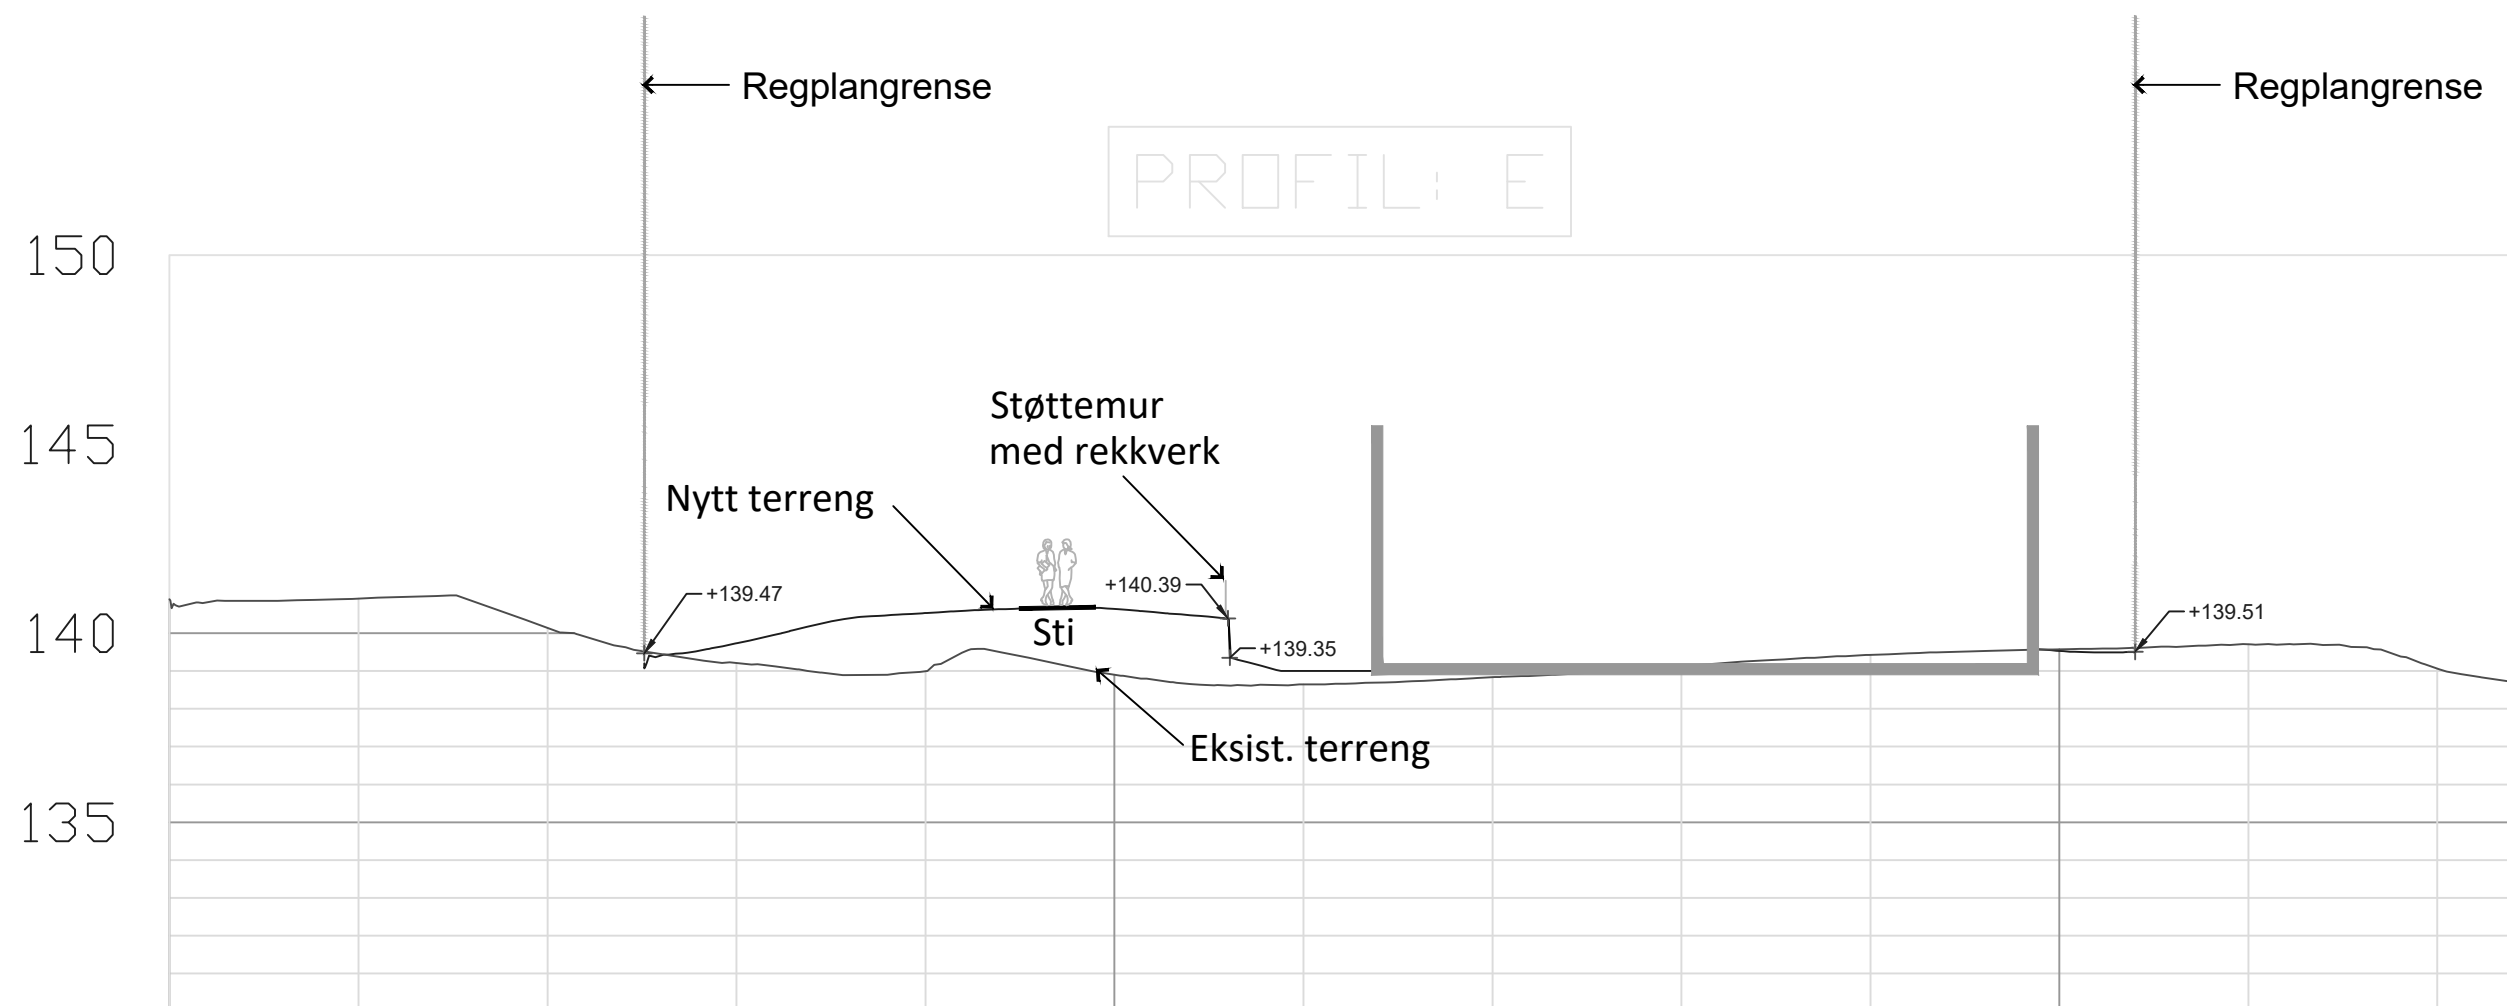 Regplangrense
Regplangrense
PROFIL: E
150
145
Støttemur
med rekkverk
Nytt terreng
+139.47
+140.39
+139.51
140
Sti
+139.35
Eksist. terreng
135